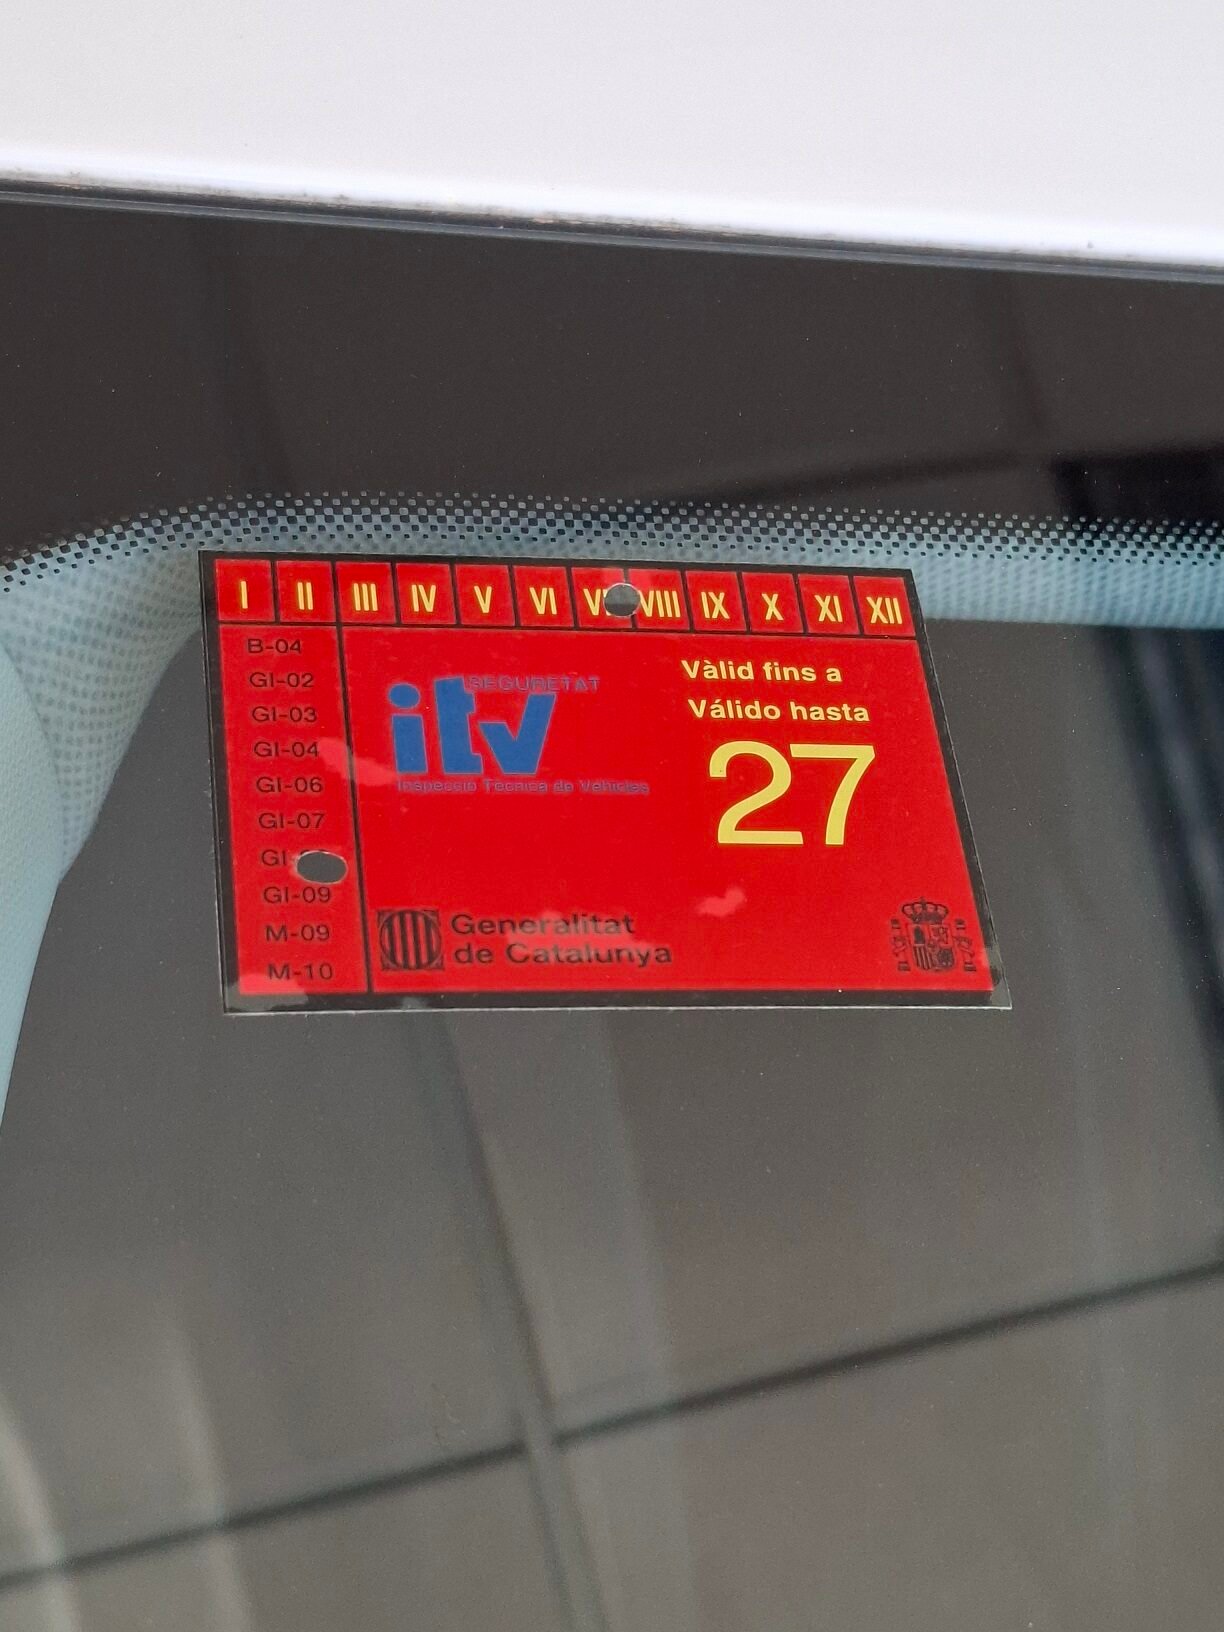 I II III IV V VI VIII IX X XI XII
B-04
GI-02
GI-03
GI-04
GI-06
GI-07
GI-09
M-09
M-10
SEGURETAT
itv
Inspecció Tècnica de Vehicles
Vàlid fins a
Válido hasta
27
Generalitat
de Catalunya